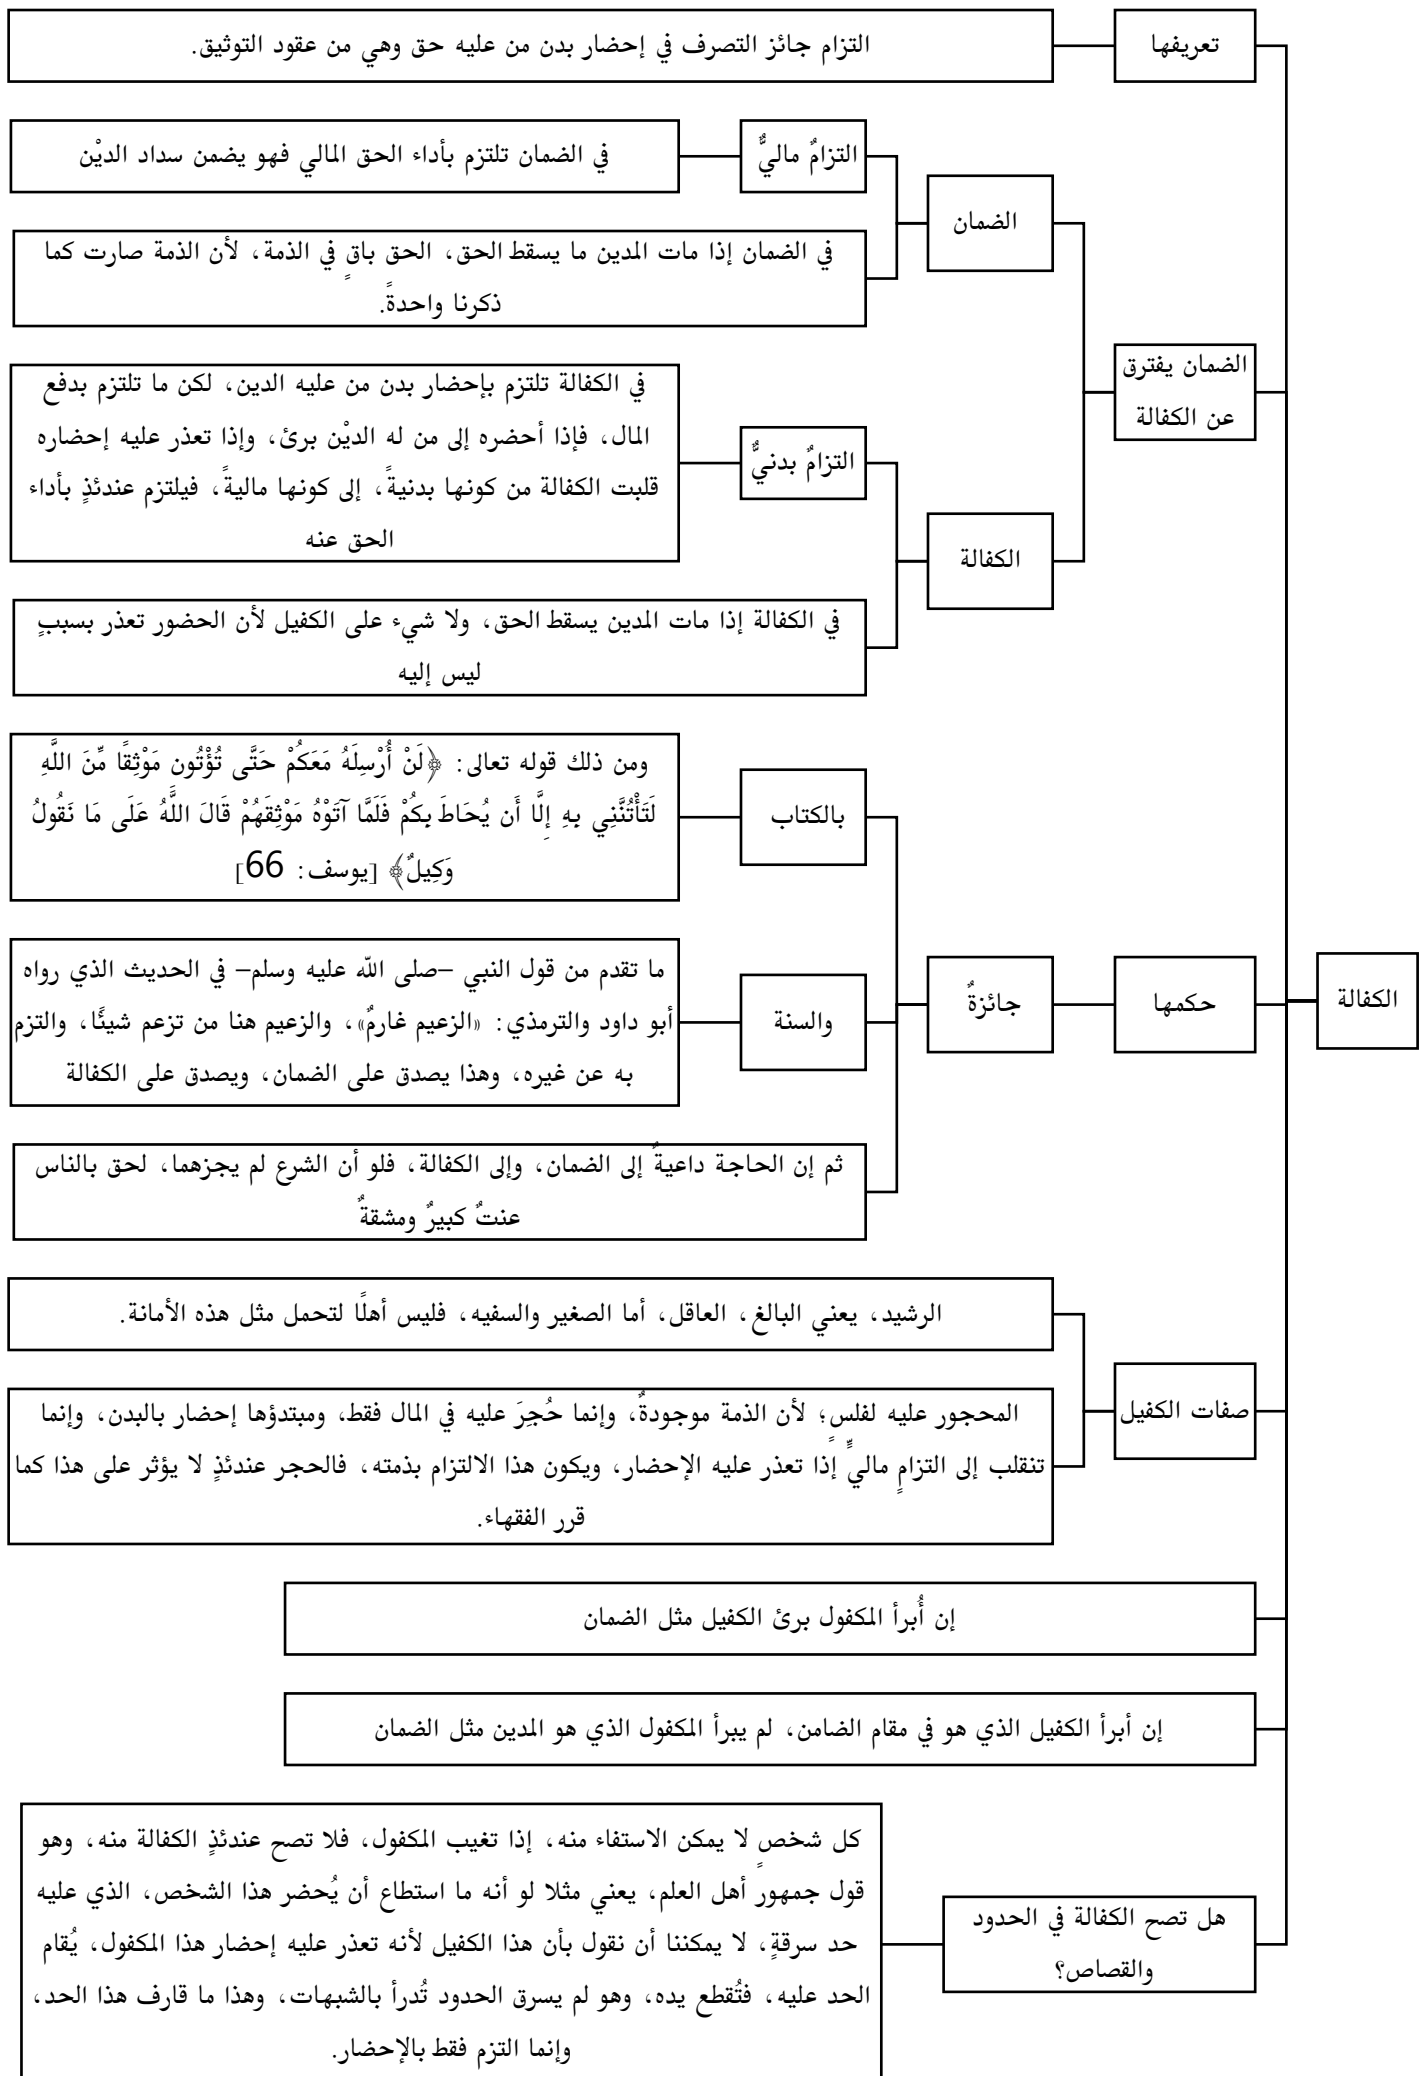 الكفالة
تعريفها
التزام جائز التصرف في إحضار بدن من عليه حق وهي من عقود التوثيق.
الضمان يفترق
عن الكفالة
الضمان
التزامٌ ماليٌّ
في الضمان تلتزم بأداء الحق المالي فهو يضمن سداد الديْن
في الضمان إذا مات المدين ما يسقط الحق، الحق باقٍ في الذمة، لأن الذمة صارت كما
ذكرنا واحدةً.
الكفالة
التزامٌ بدنيٌّ
في الكفالة تلتزم بإحضار بدن من عليه الدين، لكن ما تلتزم بدفع
المال، فإذا أحضره إلى من له الديْن برئ، وإذا تعذر عليه إحضاره
قلبت الكفالة من كونها بدنيةً، إلى كونها ماليةً، فيلتزم عندئذٍ بأداء
الحق عنه
في الكفالة إذا مات المدين يسقط الحق، ولا شيء على الكفيل لأن الحضور تعذر بسببٍ
ليس إليه
حكمها
جائزةٌ
بالكتاب
ومن ذلك قوله تعالى: ﴿لَنْ أُرْسِلَهُ مَعَكُمْ حَتَّى تُؤْتُون مَوْثِقًا مِّنَ اللَّهِ
لَتَأْتُنَّنِي بِهِ إِلَّا أَن يُحَاطَ بِكُمْ فَلَمَّا آتَوْهُ مَوْثِقَهُمْ قَالَ اللَّهُ عَلَى مَا نَقُولُ
وَكِيلٌ﴾ [يوسف: 66]
والسنة
ما تقدم من قول النبي –صلى الله عليه وسلم– في الحديث الذي رواه
أبو داود والترمذي: «الزعيم غارمٌ»، والزعيم هنا من تزعم شيئًا، والتزم
به عن غيره، وهذا يصدق على الضمان، ويصدق على الكفالة
ثم إن الحاجة داعيةٌ إلى الضمان، وإلى الكفالة، فلو أن الشرع لم يجزهما، لحق بالناس
عنتٌ كبيرٌ ومشقةٌ
صفات الكفيل
الرشيد، يعني البالغ، العاقل، أما الصغير والسفيه، فليس أهلًا لتحمل مثل هذه الأمانة.
المحجور عليه لفلسٍ؛ لأن الذمة موجودةٌ، وإنما حُجِرَ عليه في المال فقط، ومبتدؤها إحضار بالبدن، وإنما
تنقلب إلى التزامٍ ماليٍّ إذا تعذر عليه الإحضار، ويكون هذا الالتزام بذمته، فالحجر عندئذٍ لا يؤثر على هذا كما
قرر الفقهاء.
إن أُبرأ المكفول برئ الكفيل مثل الضمان
إن أبرأ الكفيل الذي هو في مقام الضامن، لم يبرأ المكفول الذي هو المدين مثل الضمان
هل تصح الكفالة في الحدود
والقصاص؟
كل شخصٍ لا يمكن الاستفاء منه، إذا تغيب المكفول، فلا تصح عندئذٍ الكفالة منه، وهو
قول جمهور أهل العلم، يعني مثلا لو أنه ما استطاع أن يُحضر هذا الشخص، الذي عليه
حد سرقةٍ، لا يمكننا أن نقول بأن هذا الكفيل لأنه تعذر عليه إحضار هذا المكفول، يُقام
الحد عليه، فتُقطع يده، وهو لم يسرق الحدود تُدرأ بالشبهات، وهذا ما قارف هذا الحد،
وإنما التزم فقط بالإحضار.